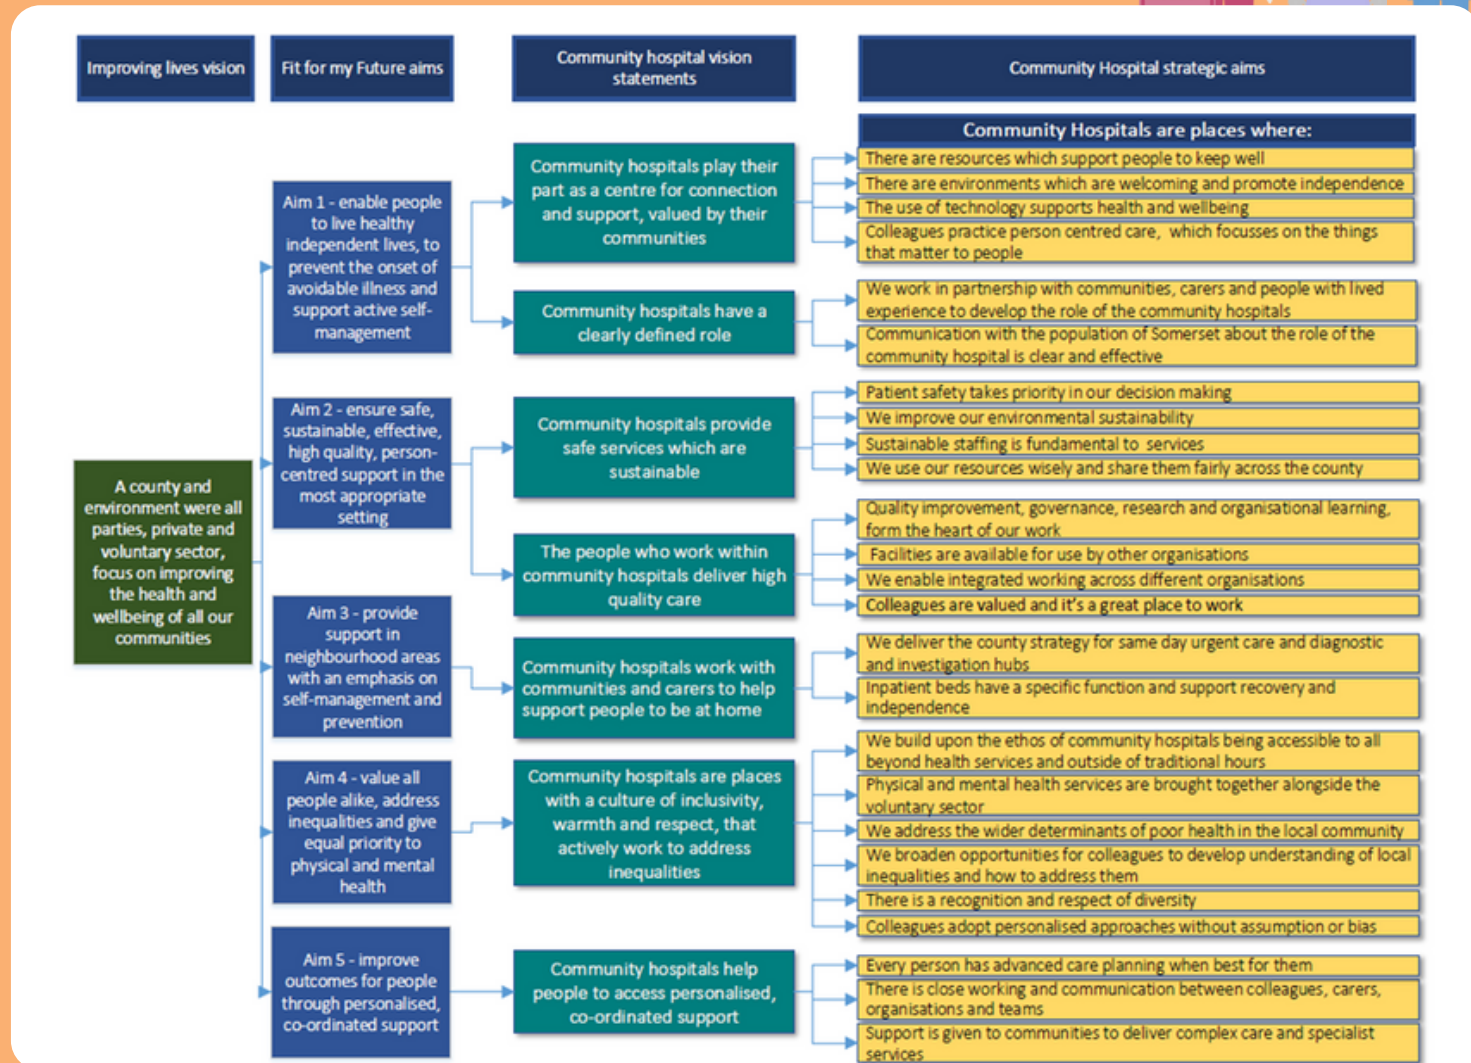 Improving lives vision
Fit for my Future aims
Community hospital vision
statements
Community Hospital strategic aims
Community Hospitals are places where:
A county and
environment were all
parties, private and
voluntary sector,
focus on improving
the health and
wellbeing of all our
communities
Aim 1 - enable people
to live healthy
independent lives, to
prevent the onset of
avoidable illness and
support active self-
management
Community hospitals play their
part as a centre for connection
and support, valued by their
communities
There are resources which support people to keep well
There are environments which are welcoming and promote independence
The use of technology supports health and wellbeing
Colleagues practice person centred care, which focusses on the things
that matter to people
Community hospitals have a
clearly defined role
We work in partnership with communities, carers and people with lived
experience to develop the role of the community hospitals
Communication with the population of Somerset about the role of the
community hospital is clear and effective
Aim 2 - ensure safe,
sustainable, effective,
high quality, person-
centred support in the
most appropriate
setting
Community hospitals provide
safe services which are
sustainable
Patient safety takes priority in our decision making
We improve our environmental sustainability
Sustainable staffing is fundamental to services
We use our resources wisely and share them fairly across the county
The people who work within
community hospitals deliver high
quality care
Quality improvement, governance, research and organisational learning,
form the heart of our work
Facilities are available for use by other organisations
We enable integrated working across different organisations
Colleagues are valued and it's a great place to work
Aim 3 - provide
support in
neighbourhood areas
with an emphasis on
self-management and
prevention
Community hospitals work with
communities and carers to help
support people to be at home
We deliver the county strategy for same day urgent care and diagnostic
and investigation hubs
Inpatient beds have a specific function and support recovery and
independence
Aim 4 - value all
people alike, address
inequalities and give
equal priority to
physical and mental
health
Community hospitals are places
with a culture of inclusivity,
warmth and respect, that
actively work to address
inequalities
We build upon the ethos of community hospitals being accessible to all
beyond health services and outside of traditional hours
Physical and mental health services are brought together alongside the
voluntary sector
We address the wider determinants of poor health in the local community
We broaden opportunities for colleagues to develop understanding of local
inequalities and how to address them
There is a recognition and respect of diversity
Colleagues adopt personalised approaches without assumption or bias
Aim 5 - improve
outcomes for people
through personalised,
co-ordinated support
Community hospitals help
people to access personalised,
co-ordinated support
Every person has advanced care planning when best for them
There is close working and communication between colleagues, carers,
organisations and teams
Support is given to communities to deliver complex care and specialist
services